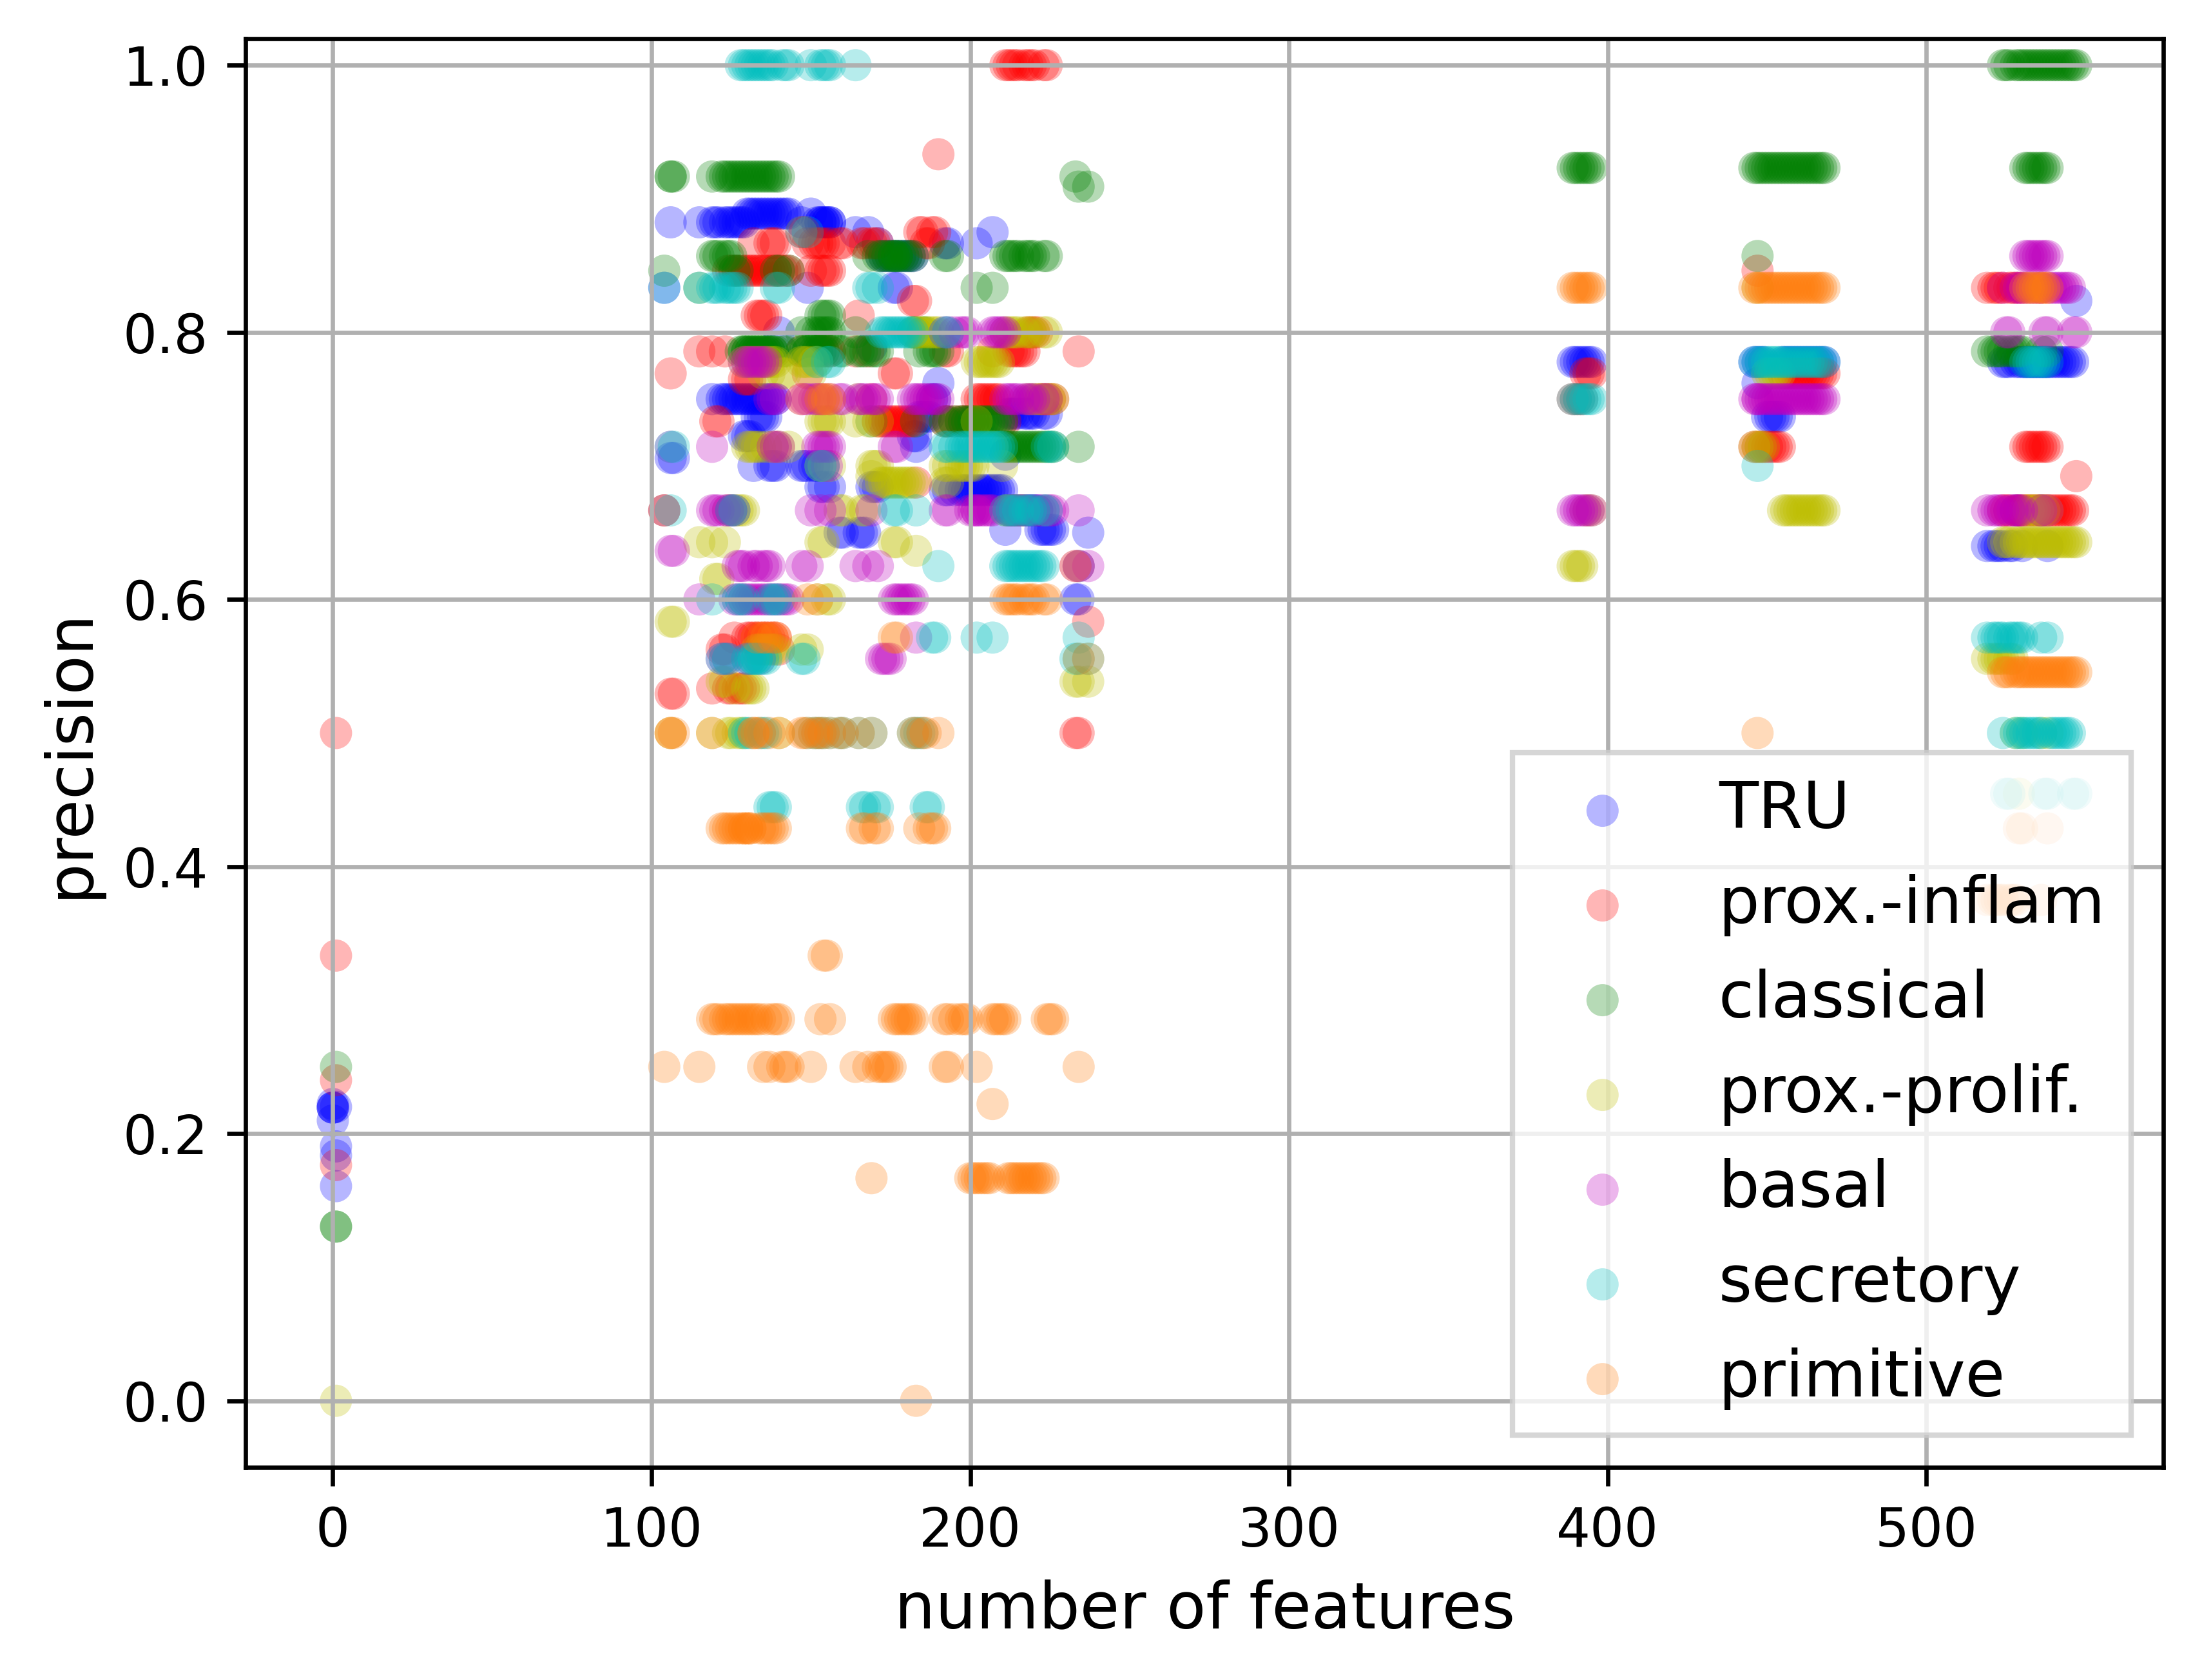 1.0
0.8
0.6
0.4
0.2
0.0
precision
0 100 200 300 400 500
number of features
TRU
prox.-inflam
classical
prox.-prolif.
basal
secretory
primitive